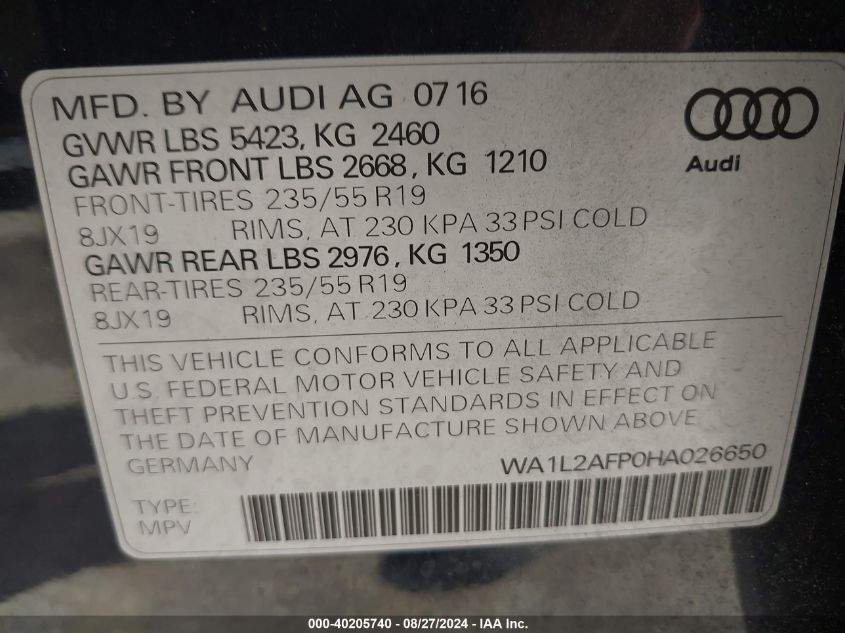 MFD. BY AUDI AG 0716
GVWR LBS 5423, KG 2460
GAWR FRONT LBS 2668, KG 1210
FRONT-TIRES 235/55 R19
8JX19 RIMS, AT 230 KPA 33 PSI COLD
GAWR REAR LBS 2976, KG 1350
REAR-TIRES 235/55 R19
8JX19 RIMS, AT 230 KPA 33 PSI COLD
Audi
THIS VEHICLE CONFORMS TO ALL APPLICABLE
U.S. FEDERAL MOTOR VEHICLE SAFETY AND
THEFT PREVENTION STANDARDS IN EFFECT ON
THE DATE OF MANUFACTURE SHOWN ABOVE
GERMANY WA1L2AFP0HA026650
TYPE:
MPV
000-40205740 - 08/27/2024 - IAA Inc.